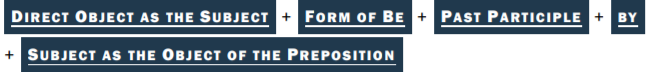 DIRECT OBJECT AS THE SUBJECT + FORM OF BE + PAST PARTICIPLE + BY
+ SUBJECT AS THE OBJECT OF THE PREPOSITION